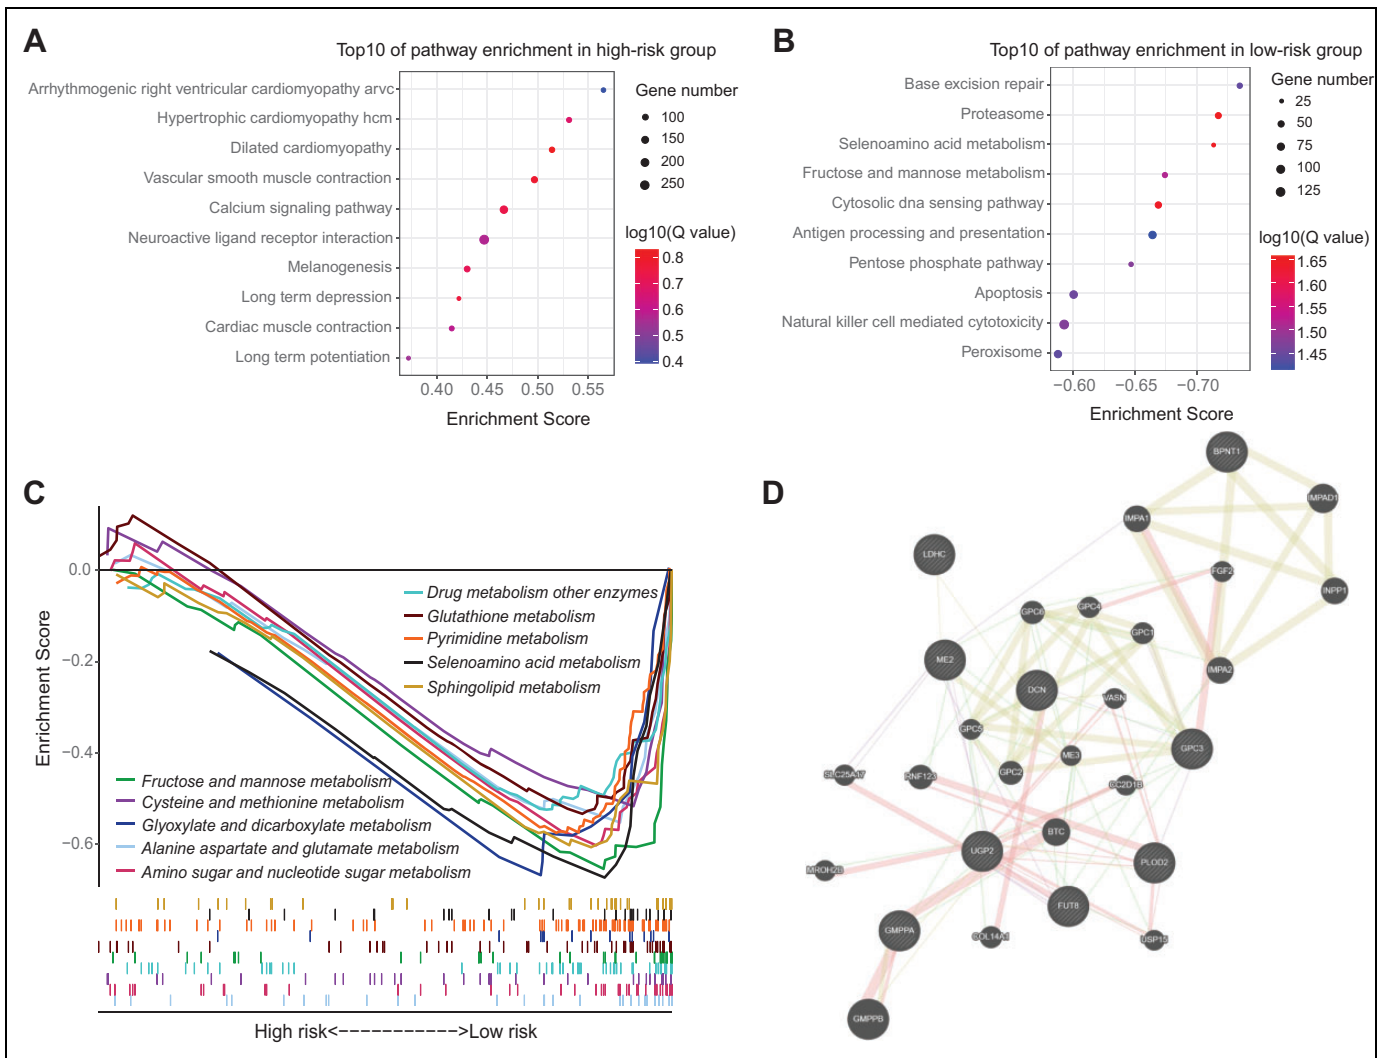 A
Top10 of pathway enrichment in high-risk group
Arrhythmogenic right ventricular cardiomyopathy arvc
Hypertrophic cardiomyopathy hcm
Dilated cardiomyopathy
Vascular smooth muscle contraction
Calcium signaling pathway
Neuroactive ligand receptor interaction
Melanogenesis
Long term depression
Cardiac muscle contraction
Long term potentiation
0.40 0.45 0.50 0.55
Enrichment Score
Gene number
100
150
200
250
log10(Q value)
0.8
0.7
0.6
0.5
0.4
B
Top10 of pathway enrichment in low-risk group
Base excision repair
Proteasome
Selenoamino acid metabolism
Fructose and mannose metabolism
Cytosolic dna sensing pathway
Antigen processing and presentation
Pentose phosphate pathway
Apoptosis
Natural killer cell mediated cytotoxicity
Peroxisome
−0.60 −0.65 −0.70
Enrichment Score
Gene number
25
50
75
100
125
log10(Q value)
1.65
1.60
1.55
1.50
1.45
C
Enrichment Score
0.0
−0.2
−0.4
−0.6
Drug metabolism other enzymes
Glutathione metabolism
Pyrimidine metabolism
Selenoamino acid metabolism
Sphingolipid metabolism
Fructose and mannose metabolism
Cysteine and methionine metabolism
Glyoxylate and dicarboxylate metabolism
Alanine aspartate and glutamate metabolism
Amino sugar and nucleotide sugar metabolism
High risk<−−−−−−−−−−−>Low risk
D
BPNT1
IMPAD1
IMPA1
LDHC
FGF2
INPP1
GPC6
GPC4
GPC1
ME2
IMPA2
DCN
VASN
GPC5
GPC3
ME3
GPC2
SLC25A17
RNF123
CC2D1B
BTC
UGP2
PLOD2
MROH2B
FUT8
GMPPA
COL14A1
USP15
GMPPB